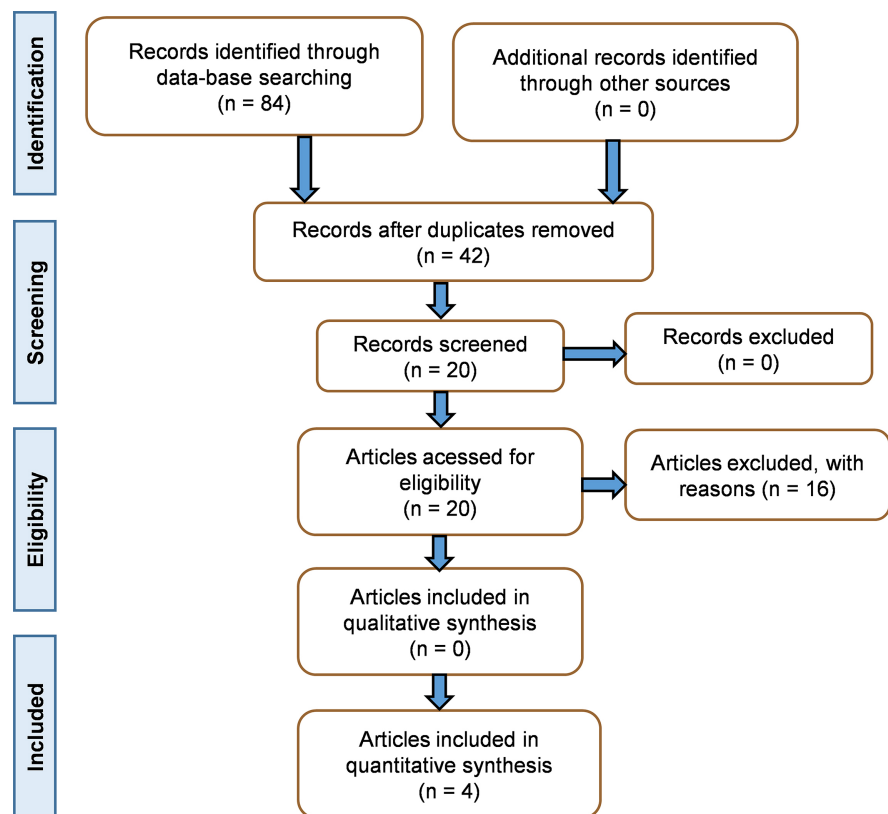 Identification
Records identified through
data-base searching
(n = 84)
Additional records identified
through other sources
(n = 0)
Screening
Records after duplicates removed
(n = 42)
Records screened
(n = 20)
Records excluded
(n = 0)
Eligibility
Articles acessed for
eligibility
(n = 20)
Articles excluded, with
reasons (n = 16)
Articles included in
qualitative synthesis
(n = 0)
Included
Articles included in
quantitative synthesis
(n = 4)